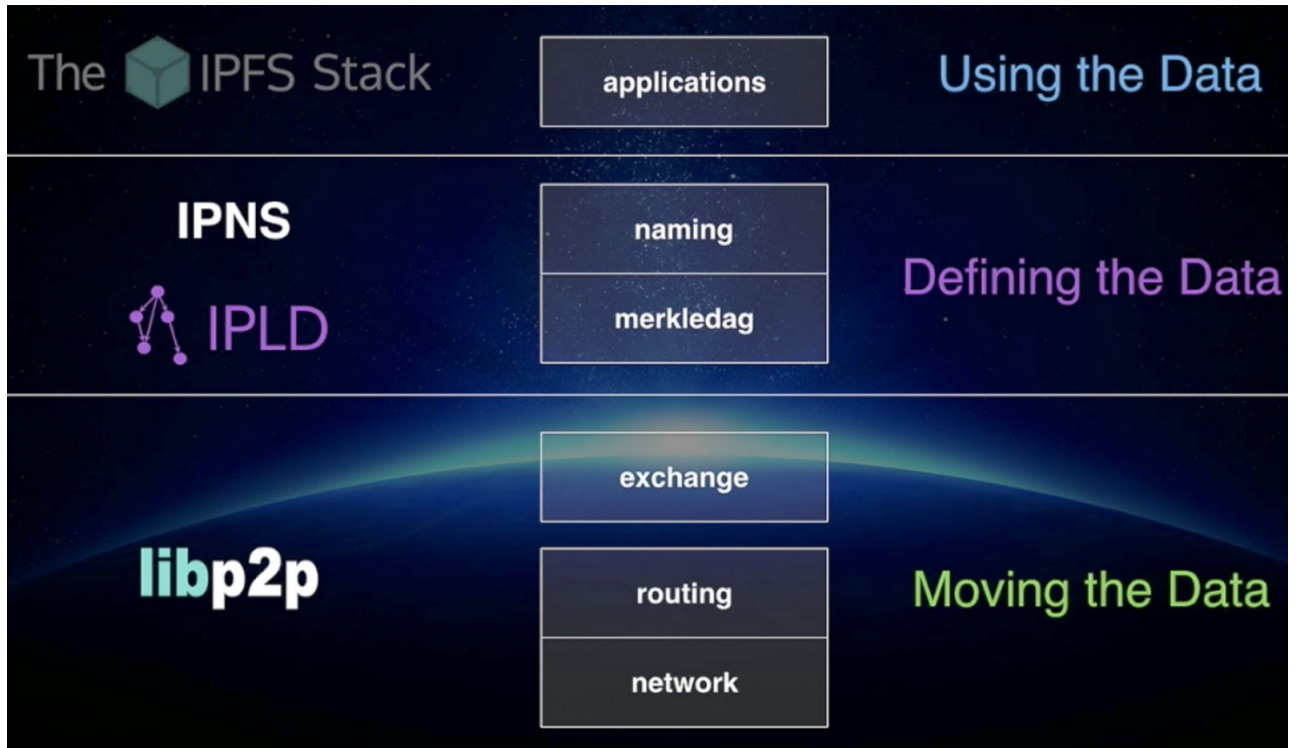 The IPFS Stack
applications
Using the Data
IPNS
naming
Defining the Data
IPLD
merkledag
exchange
libp2p
routing
Moving the Data
network